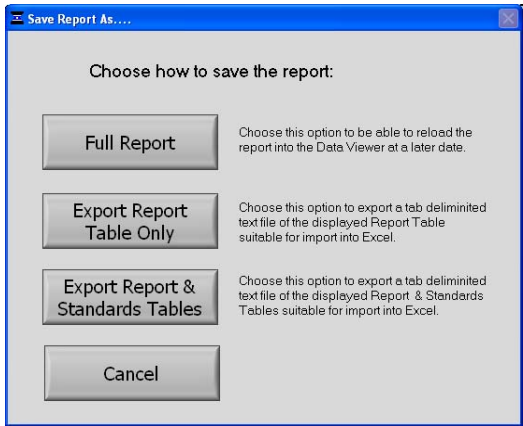 Save Report As....
Choose how to save the report:
Full Report
Choose this option to be able to reload the
report into the Data Viewer at a later date.
Export Report
Table Only
Choose this option to export a tab deliminited
text file of the displayed Report Table
suitable for import into Excel.
Export Report &
Standards Tables
Choose this option to export a tab deliminited
text file of the displayed Report & Standards
Tables suitable for import into Excel.
Cancel